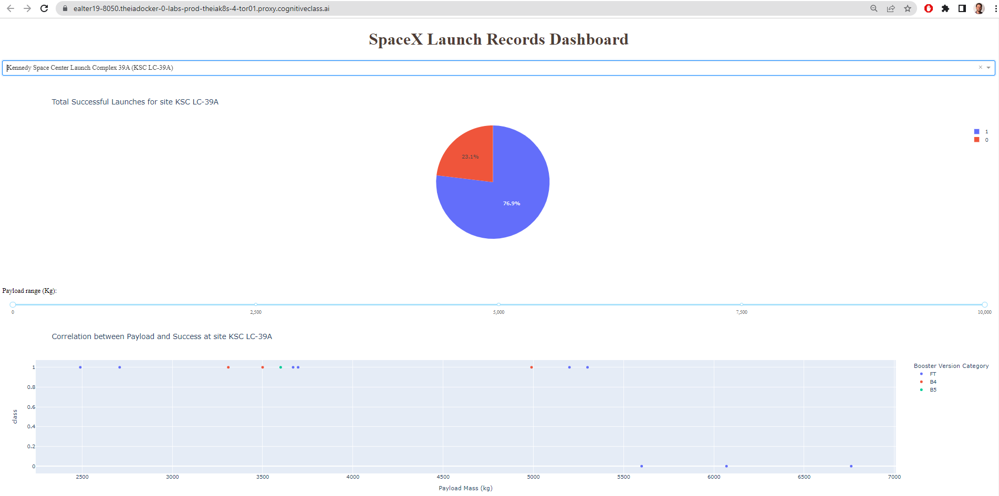 ealter19-8050.theiadocker-0-labs-prod-theiak8s-4-tor01.proxy.cognitiveclass.ai
SpaceX Launch Records Dashboard
Kennedy Space Center Launch Complex 39A (KSC LC-39A)
×
Total Successful Launches for site KSC LC-39A
1
0
23.1%
76.9%
Payload range (Kg):
0 2,500 5,000 7,500 10,000
Correlation between Payload and Success at site KSC LC-39A
Booster Version Category
FT
B4
B5
class
1
0.8
0.6
0.4
0.2
0
2500 3000 3500 4000 4500 5000 5500 6000 6500 7000
Payload Mass (kg)